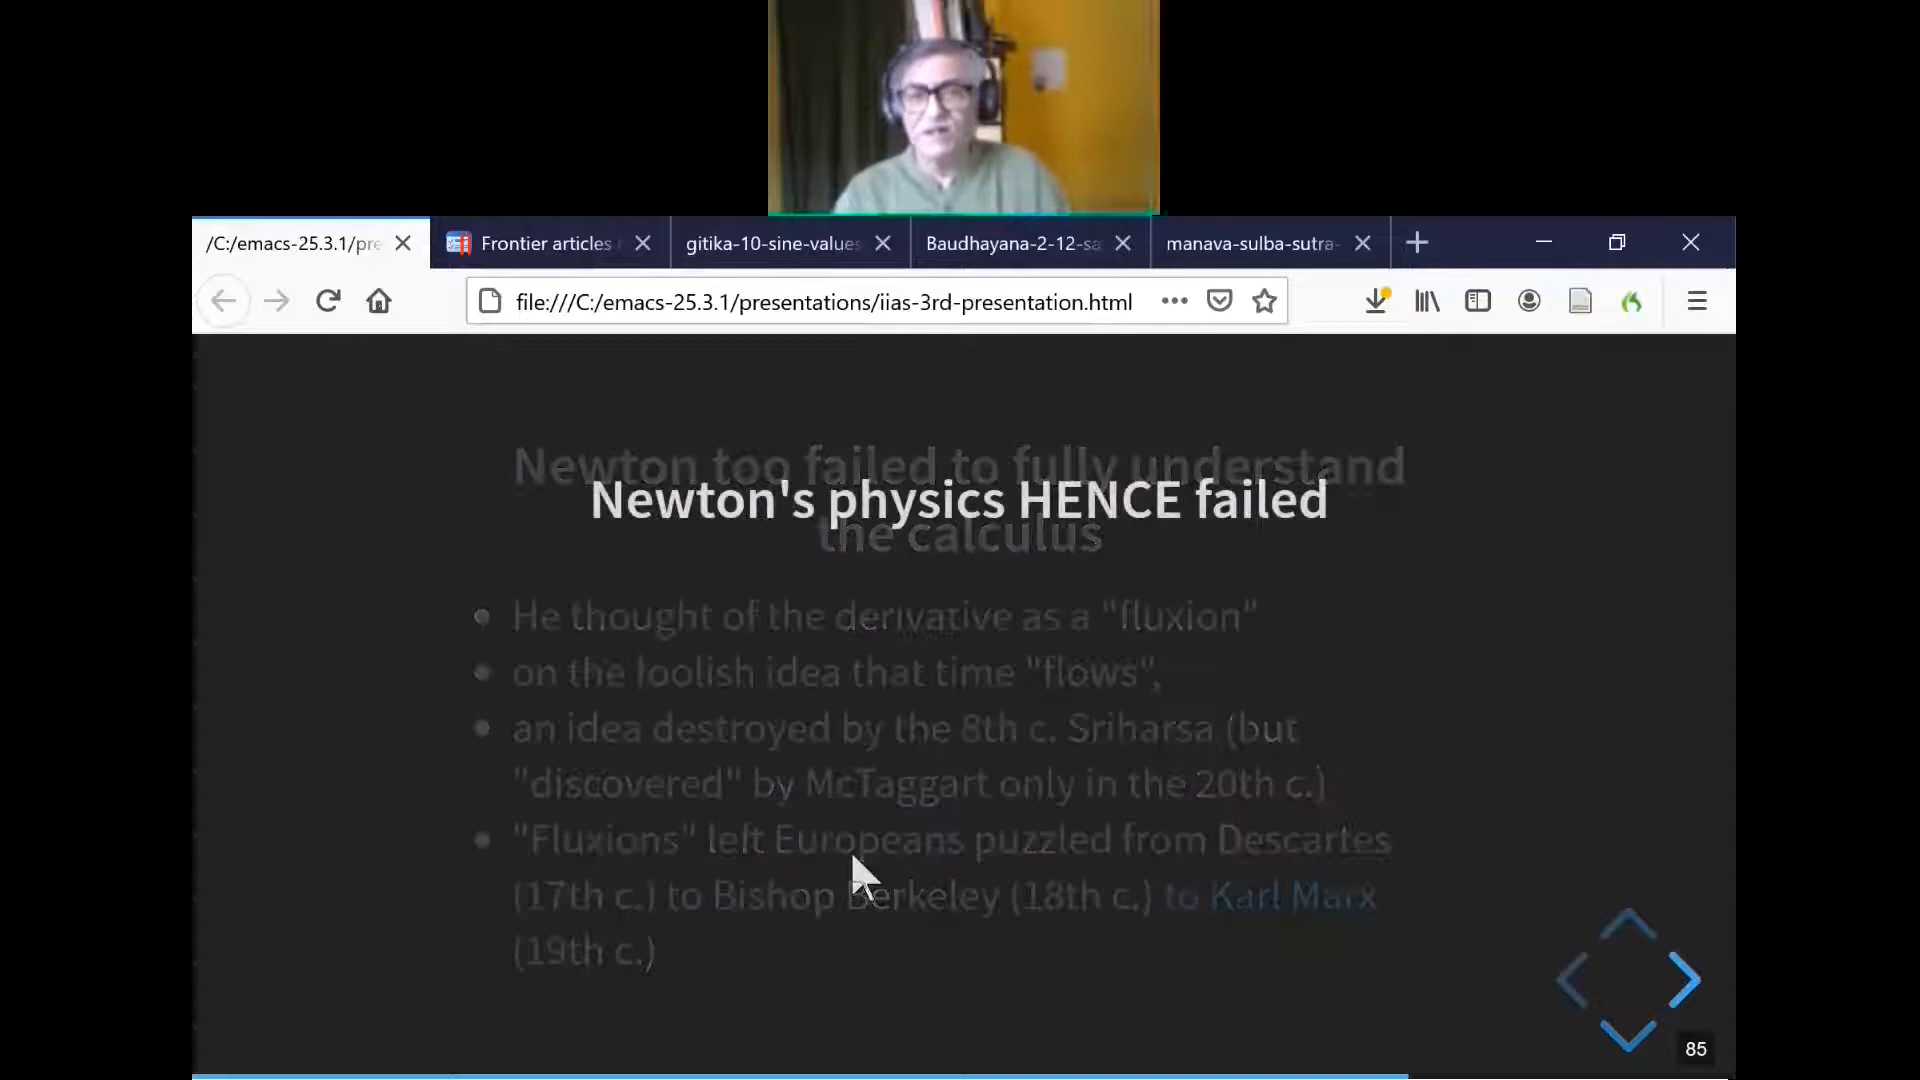 /C:/emacs-25.3.1/pre
Frontier articles
gitika-10-sine-values
Baudhayana-2-12-sa
manava-sulba-sutra-
file:///C:/emacs-25.3.1/presentations/iias-3rd-presentation.html
Newton too failed to fully understand
Newton's physics HENCE failed
the calculus
He thought of the derivative as a "fluxion"
on the foolish idea that time "flows",
an idea destroyed by the 8th c. Sriharsa (but
"discovered" by McTaggart only in the 20th c.)
"Fluxions" left Europeans puzzled from Descartes
(17th c.) to Bishop Berkeley (18th c.) to Karl Marx
(19th c.)
85